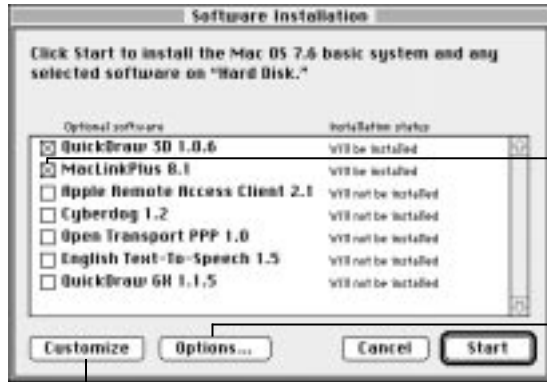 Software Installation
Click Start to install the Mac OS 7.6 basic system and any
selected software on "Hard Disk."
Optional software Installation status
QuickDraw 3D 1.0.6 Will be installed
MacLinkPlus 8.1 Will be installed
Apple Remote Access Client 2.1 Will not be installed
Cyberdog 1.2 Will not be installed
Open Transport PPP 1.0 Will not be installed
English Text-To-Speech 1.5 Will not be installed
QuickDraw GX 1.1.5 Will not be installed
Customize Options... Cancel Start